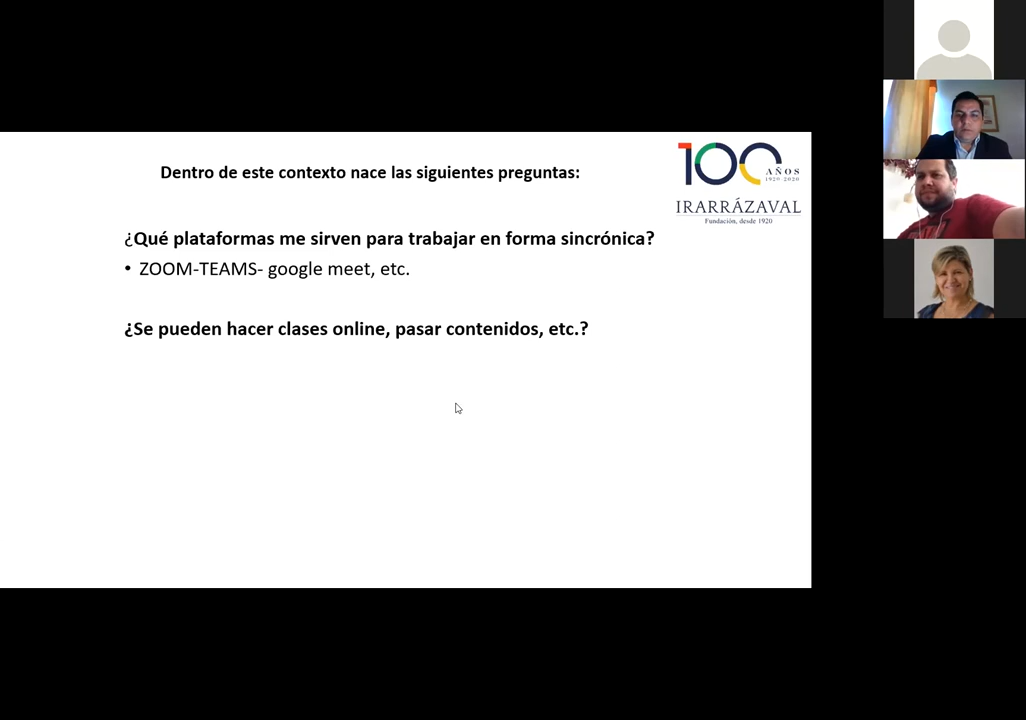 Dentro de este contexto nace las siguientes preguntas:
100 AÑOS
1920-2020
IRARRÁZAVAL
Fundación, desde 1920
¿Qué plataformas me sirven para trabajar en forma sincrónica?
• ZOOM-TEAMS- google meet, etc.
¿Se pueden hacer clases online, pasar contenidos, etc.?